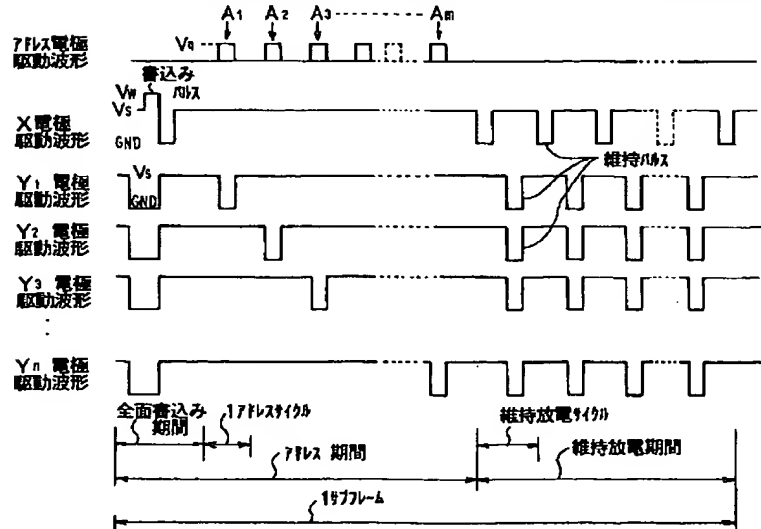 A1 A2 A3 Am
アドレス電極
駆動波形
Va
書込み
パルス
Vw
Vs
GND
X電極
駆動波形
維持パルス
Vs
GND
Y1 電極
駆動波形
Y2 電極
駆動波形
Y3 電極
駆動波形
Yn 電極
駆動波形
全面書込み
期間
1アドレスサイクル
維持放電サイクル
アドレス 期間
維持放電期間
1サブフレーム